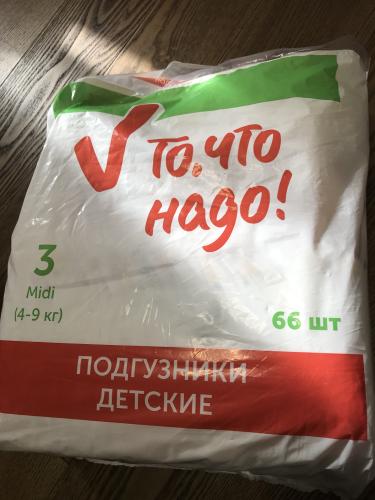 То, что
надо!
3
Midi
(4-9 кг)
66 шт
ПОДГУЗНИКИ
ДЕТСКИЕ